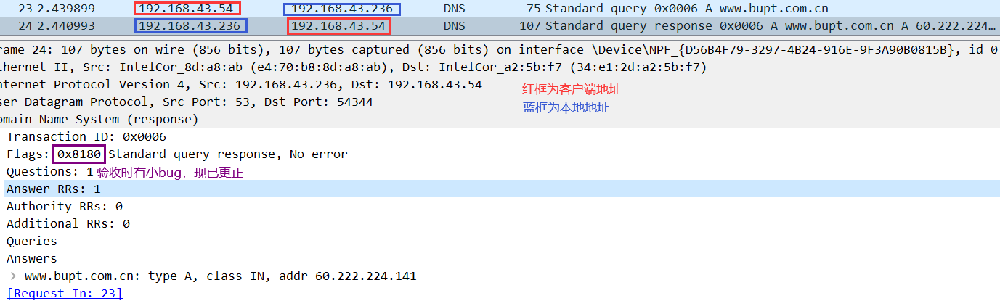 23 2.439899 192.168.43.54 192.168.43.236 DNS 75 Standard query 0x0006 A www.bupt.com.cn
24 2.440993 192.168.43.236 192.168.43.54 DNS 107 Standard query response 0x0006 A www.bupt.com.cn A 60.222.224…
rame 24: 107 bytes on wire (856 bits), 107 bytes captured (856 bits) on interface \Device\NPF_{D56B4F79-3297-4B24-916E-9F3A90B0815B}, id 0
thernet II, Src: IntelCor_8d:a8:ab (e4:70:b8:8d:a8:ab), Dst: IntelCor_a2:5b:f7 (34:e1:2d:a2:5b:f7)
nternet Protocol Version 4, Src: 192.168.43.236, Dst: 192.168.43.54
红框为客户端地址
ser Datagram Protocol, Src Port: 53, Dst Port: 54344
蓝框为本地地址
omain Name System (response)
Transaction ID: 0x0006
Flags: 0x8180 Standard query response, No error
Questions: 1 验收时有小bug，现已更正
Answer RRs: 1
Authority RRs: 0
Additional RRs: 0
Queries
Answers
www.bupt.com.cn: type A, class IN, addr 60.222.224.141
[Request In: 23]